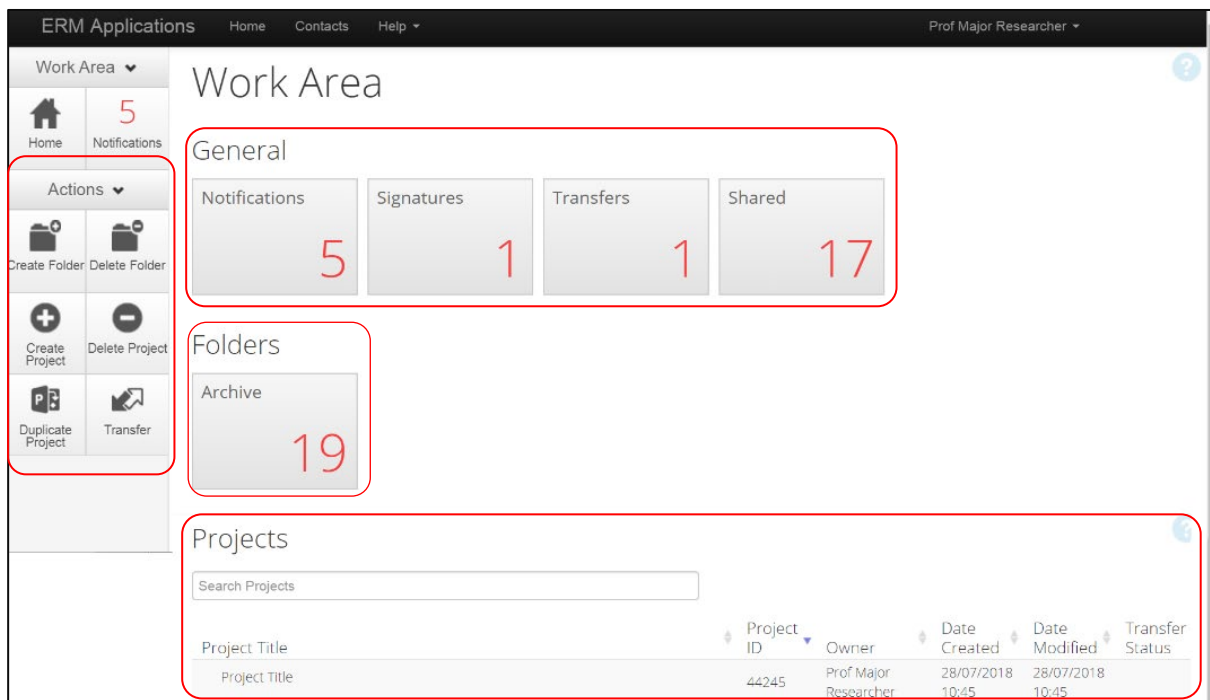 ERM Applications Home Contacts Help Prof Major Researcher
Work Area
Home
5
Notifications
Actions
Create Folder Delete Folder
Create
Project
Delete Project
Duplicate
Project
Transfer
Work Area
?
General
Notifications
5
Signatures
1
Transfers
1
Shared
17
Folders
Archive
19
Projects
?
Search Projects
Project Title
Project
ID
Owner
Date
Created
Date
Modified
Transfer
Status
Project Title
44245
Prof Major
Researcher
28/07/2018
10:45
28/07/2018
10:45